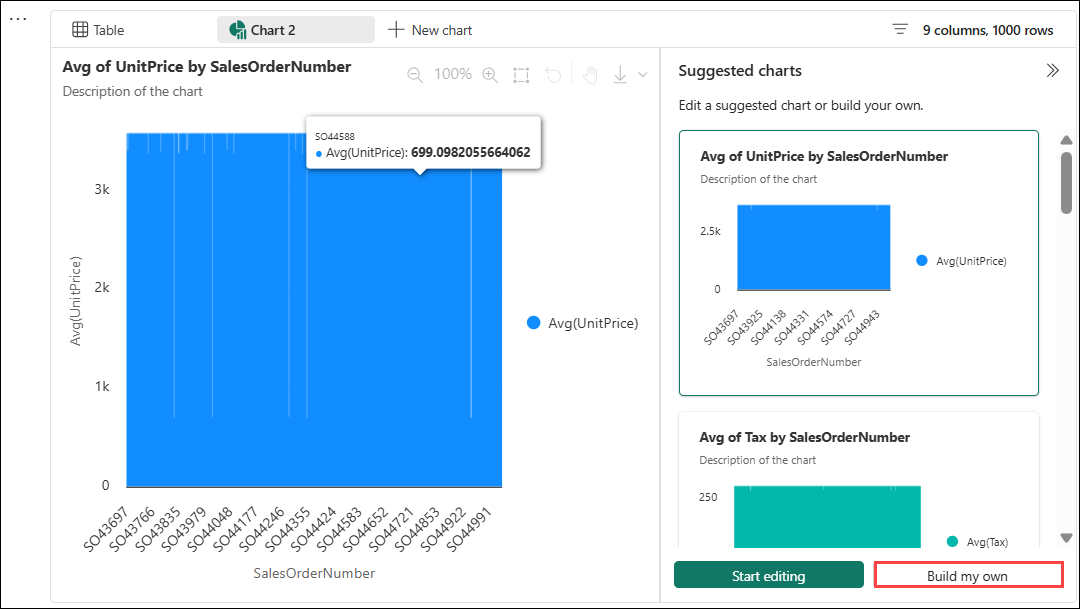 ...
Table
Chart 2
New chart
9 columns, 1000 rows
Avg of UnitPrice by SalesOrderNumber
100%
Description of the chart
SO44588
Avg(UnitPrice): 699.0982055664062
3k
2k
1k
0
Avg(UnitPrice)
Avg(UnitPrice)
SO43697
SO43766
SO43835
SO43979
SO44048
SO44177
SO44246
SO44355
SO44424
SO44583
SO44652
SO44721
SO44853
SO44922
SO44991
SalesOrderNumber
Suggested charts
Edit a suggested chart or build your own.
Avg of UnitPrice by SalesOrderNumber
Description of the chart
2.5k
0
Avg(UnitPrice)
SO43697
SO43925
SO44138
SO44331
SO44574
SO44727
SO44943
SalesOrderNumber
Avg of Tax by SalesOrderNumber
Description of the chart
250
Avg(Tax)
Start editing
Build my own